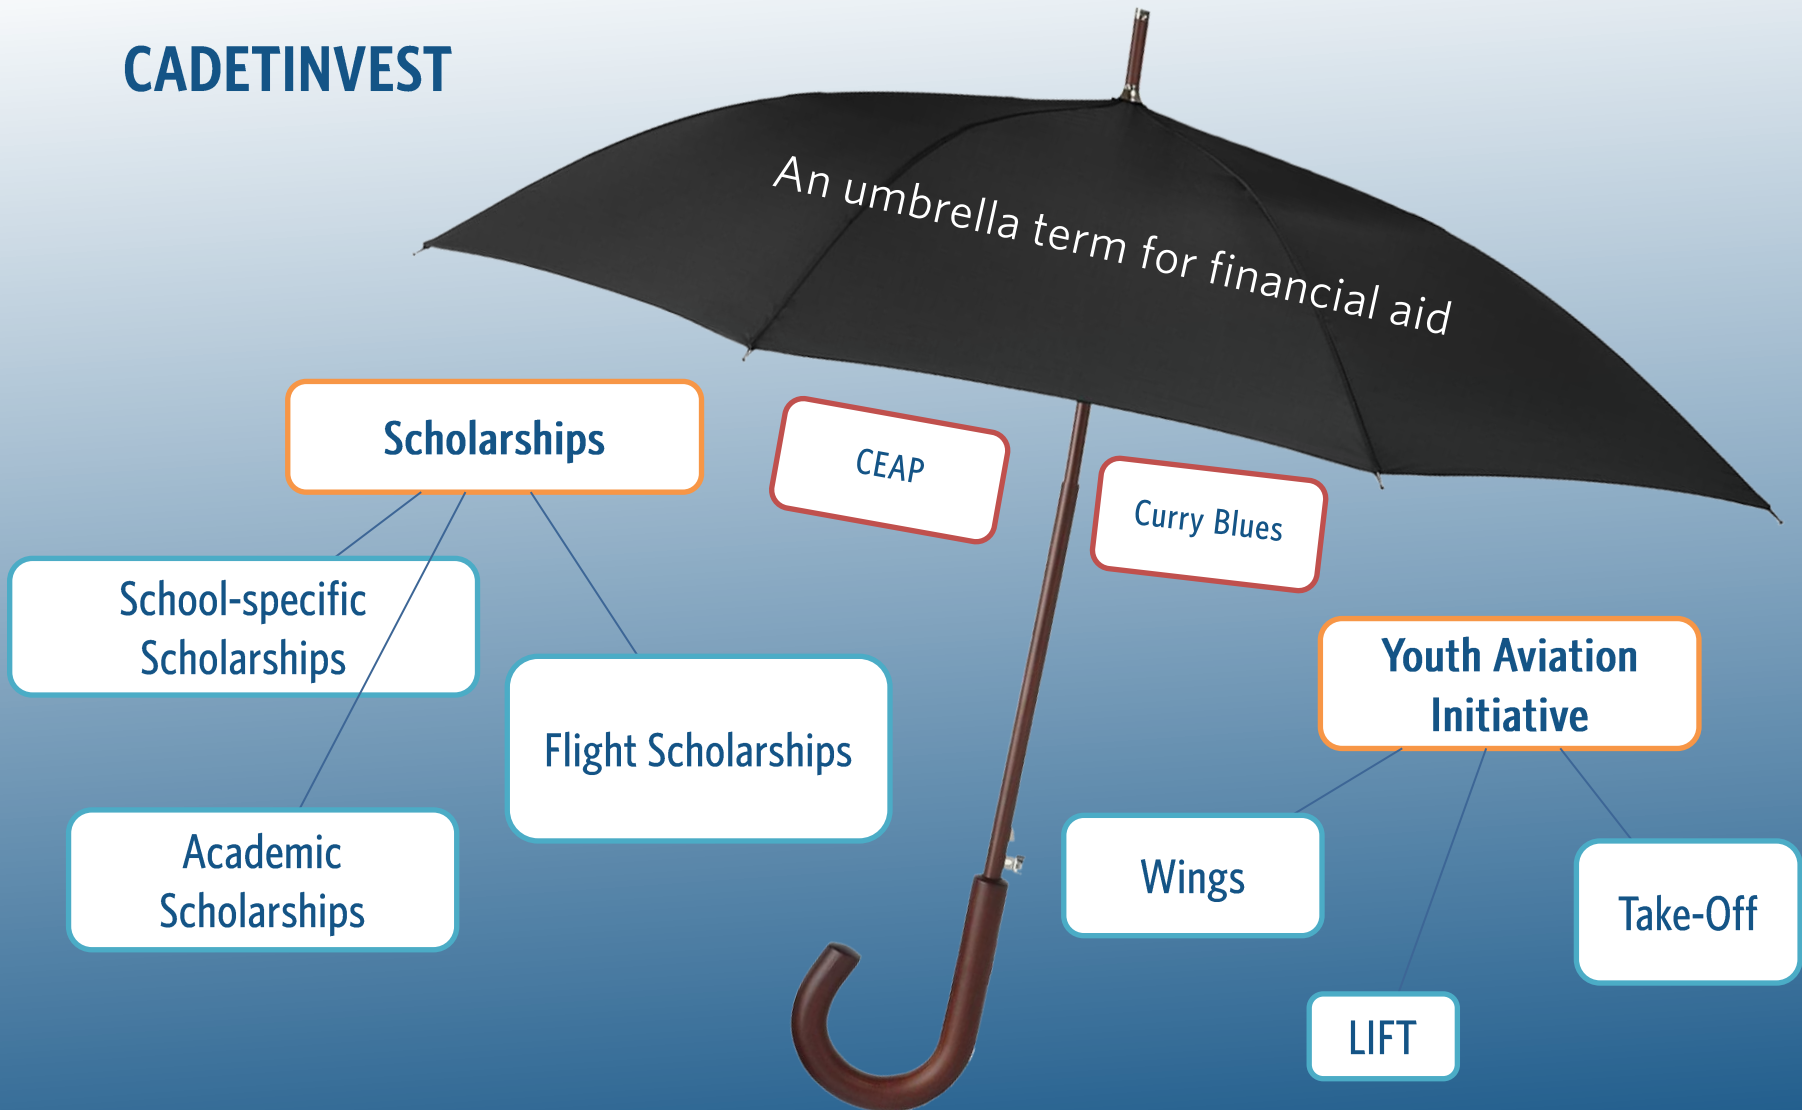 CADETINVEST
An umbrella term for financial aid
Scholarships
CEAP
Curry Blues
School-specific
Scholarships
Flight Scholarships
Academic
Scholarships
Youth Aviation
Initiative
Wings
Take-Off
LIFT